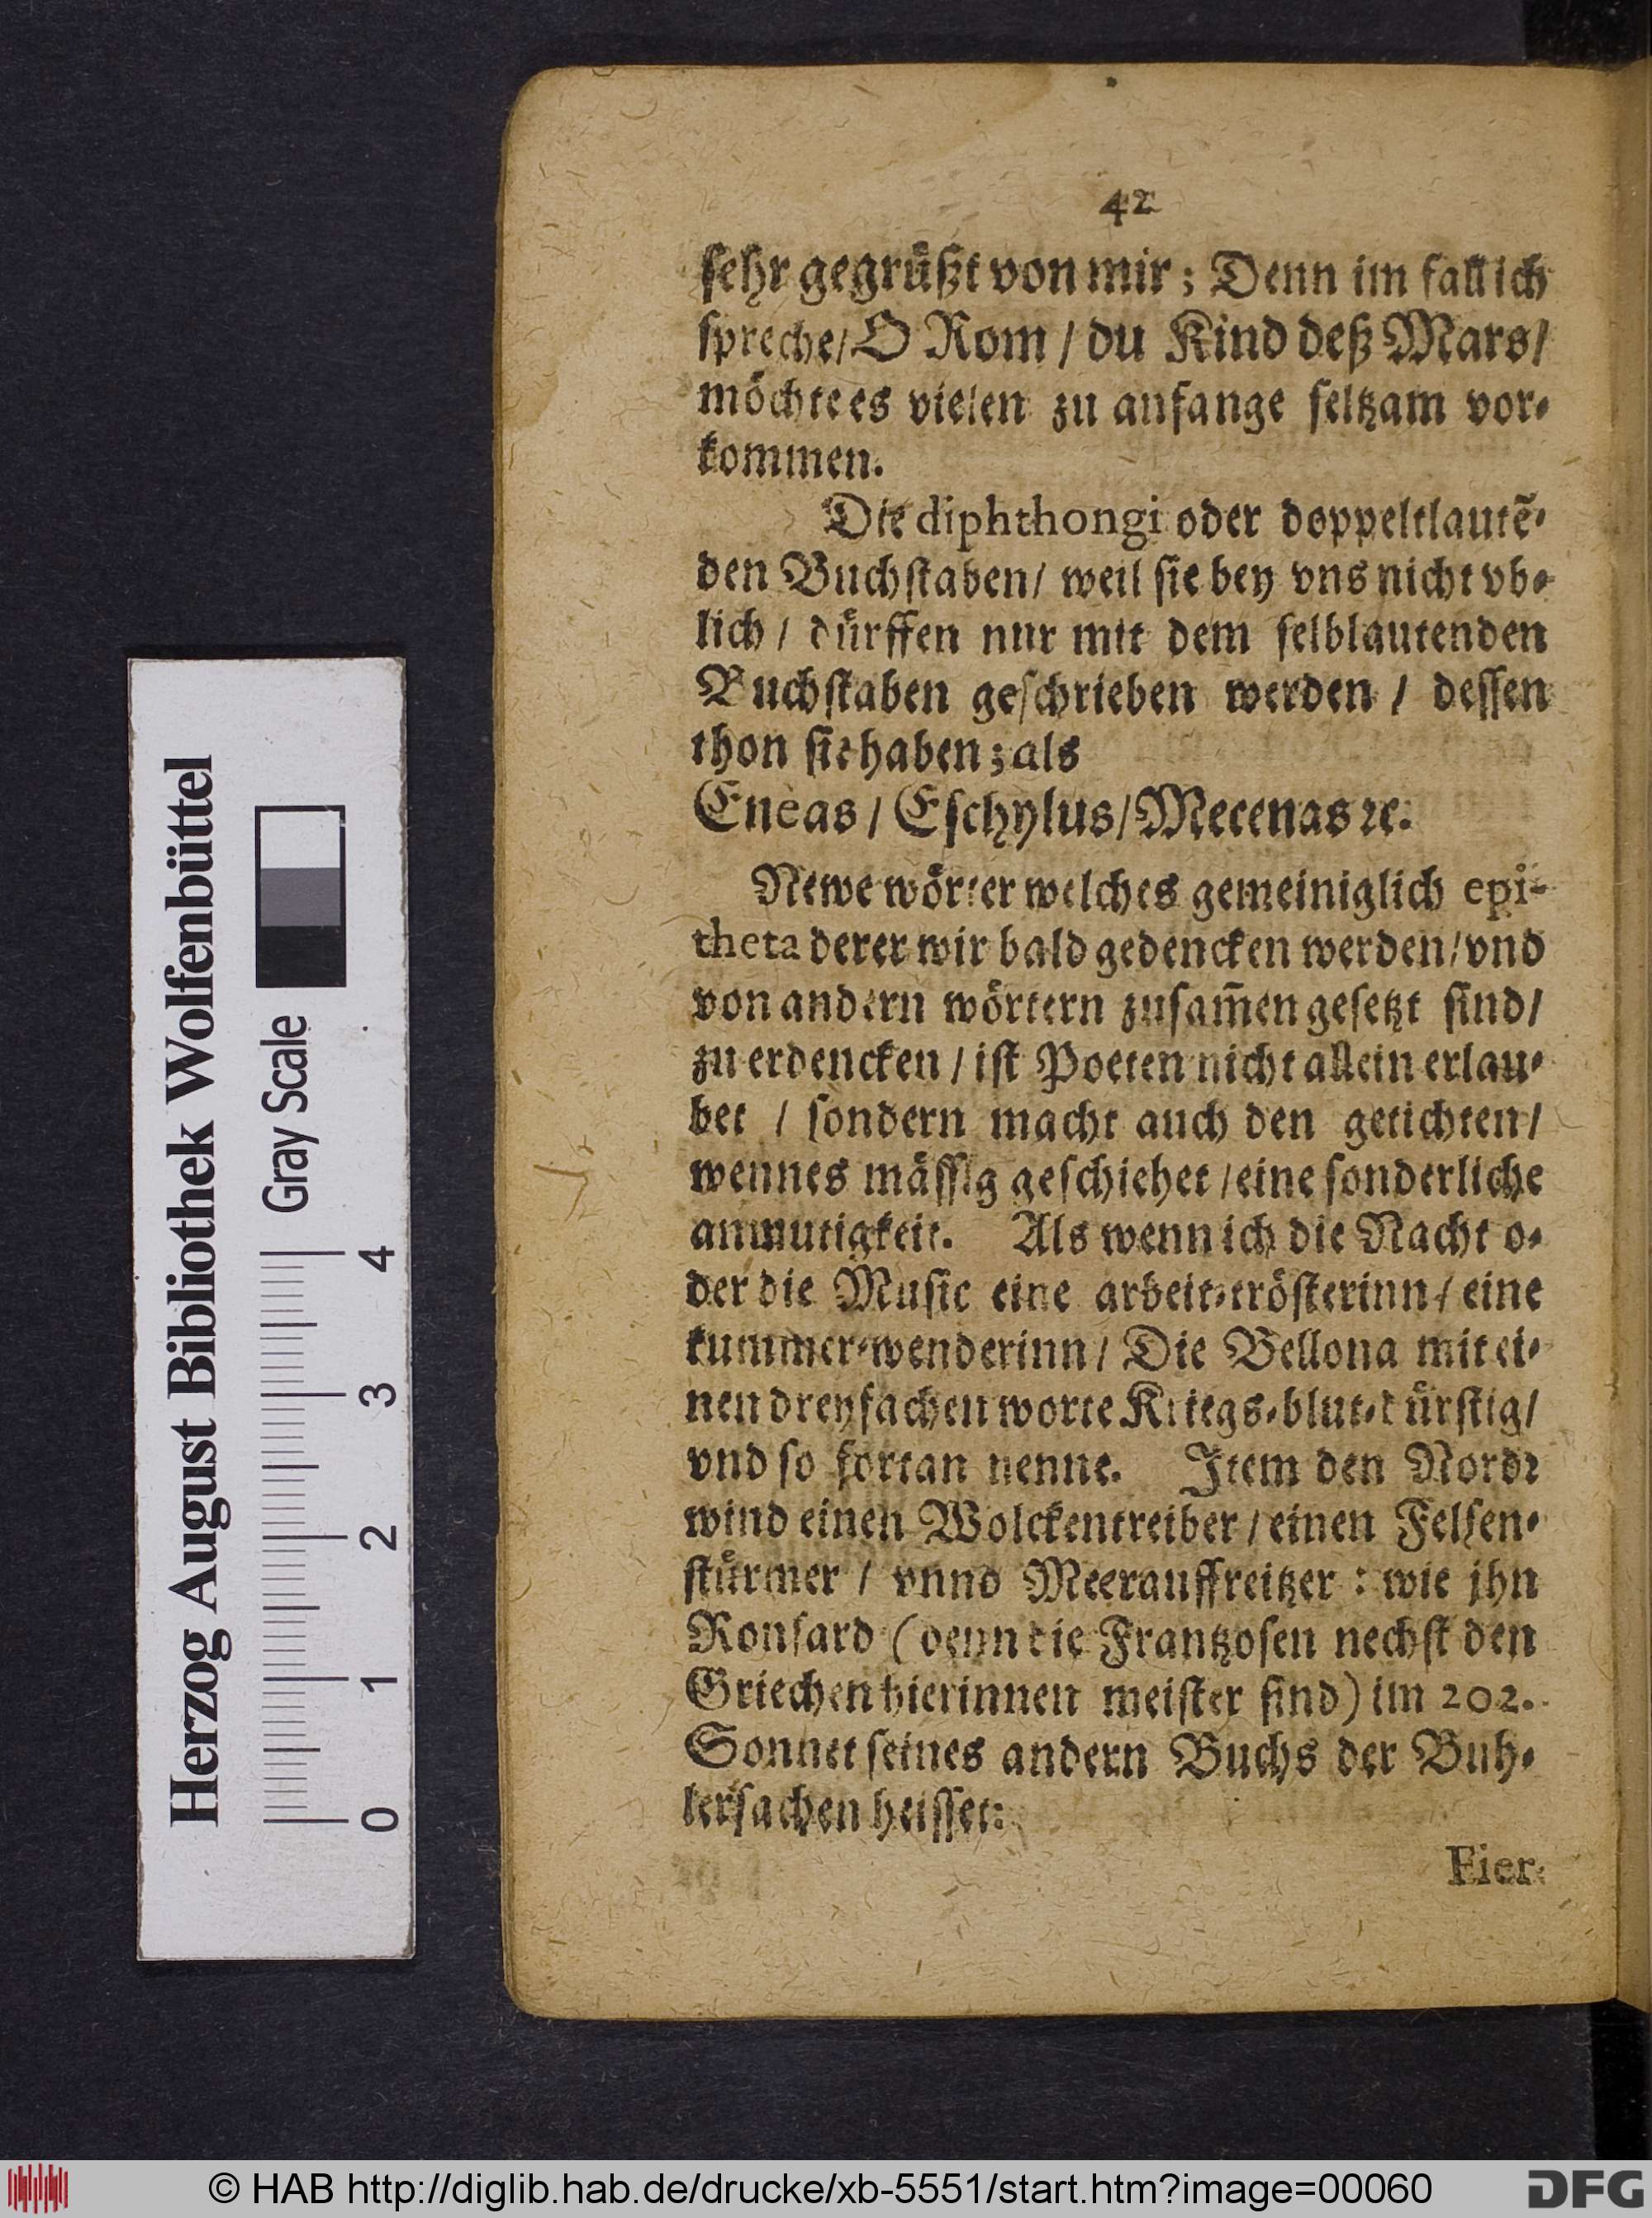 42
ſehr gegrüßt von mir; Denn im fall ich
ſpreche/ O Rom / du Kind deß Mars/
möchte es vielen zu anfange ſeltzam vor-
kommen.
Die diphthongi oder doppeltlautẽ-
den Buchſtaben/ weil ſie bey vns nicht vb-
lich / dürffen nur mit dem ſelblautenden
Buchſtaben geſchrieben werden / deſſen
thon ſie haben; als
Eneas / Eſchylus/ Mecenas ꝛc.
Newe wörter welches gemeiniglich epi-
theta derer wir bald gedencken werden/ vnd
von andern wörtern zuſam̃en geſetzt ſind/
zu erdencken / iſt Poeten nicht allein erlau-
bet / ſondern macht auch den getichten/
wenn es mäſſig geſchiehet / eine ſonderliche
anmutigkeit. Als wenn ich die Nacht o-
der die Muſic eine arbeit-tröſterinn / eine
kummer-wenderinn / Die Bellona mit ei-
nen dreyfachen worte Kriegs-blut-dürſtig/
vnd ſo fortan nenne. Item den Nordt
wind einen Wolckentreiber / einen Felſen-
ſtürmer / vnnd Meerauffreitzer : wie jhn
Ronſard (denn die Frantzoſen nechſt den
Griechen hierinnen meiſter ſind) im 202.
Sonnet ſeines andern Buchs der Buh-
lerſachen heiſſet:
Fier
Herzog August Bibliothek Wolfenbüttel
Gray Scale
4 3 2 1 0
© HAB http://diglib.hab.de/drucke/xb-5551/start.htm?image=00060
DFG